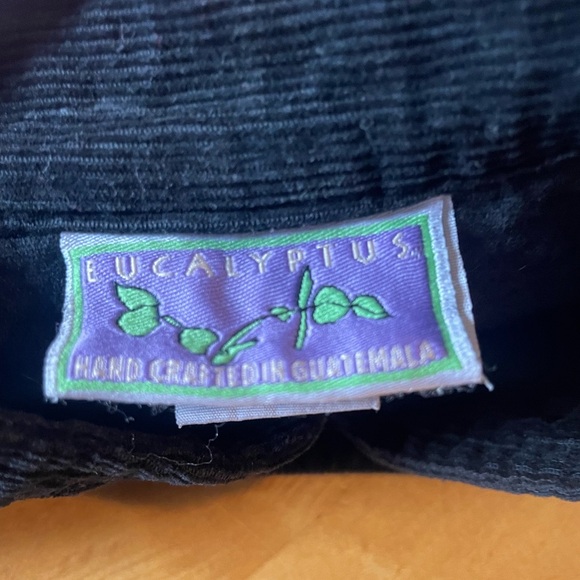 EUCALYPTUS
HAND CRAFTED IN GUATEMALA